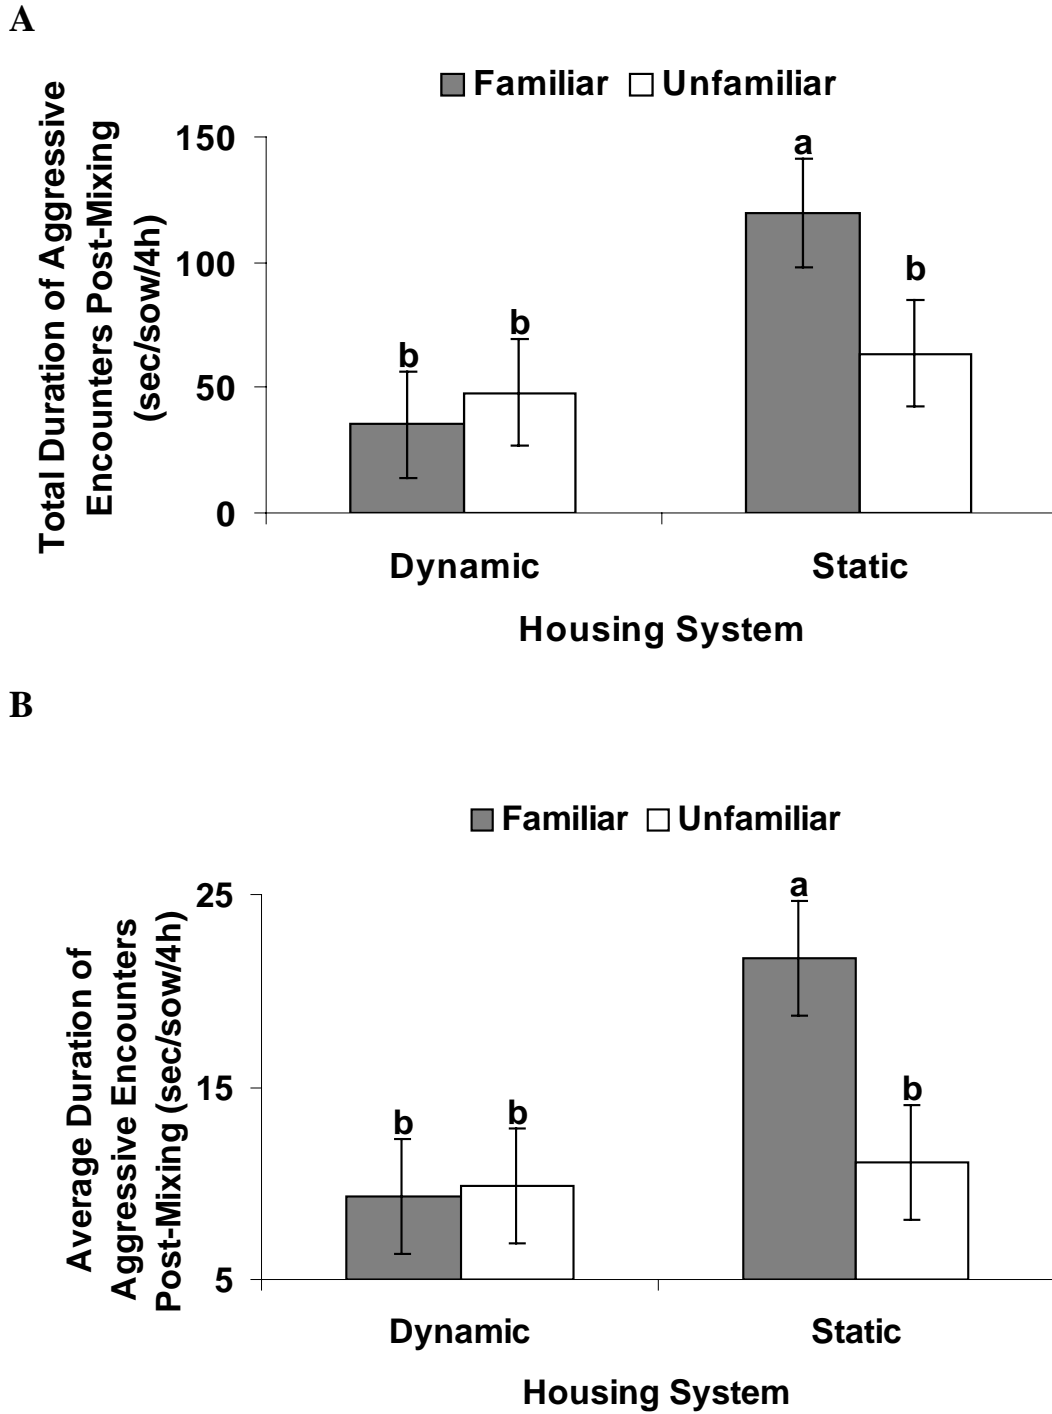 A
Familiar Unfamiliar
Total Duration of Aggressive
Encounters Post-Mixing
(sec/sow/4h)
150
100
50
0
b
b
a
b
Dynamic Static
Housing System
B
Familiar Unfamiliar
Average Duration of
Aggressive Encounters
Post-Mixing (sec/sow/4h)
25
15
5
b
b
a
b
Dynamic Static
Housing System